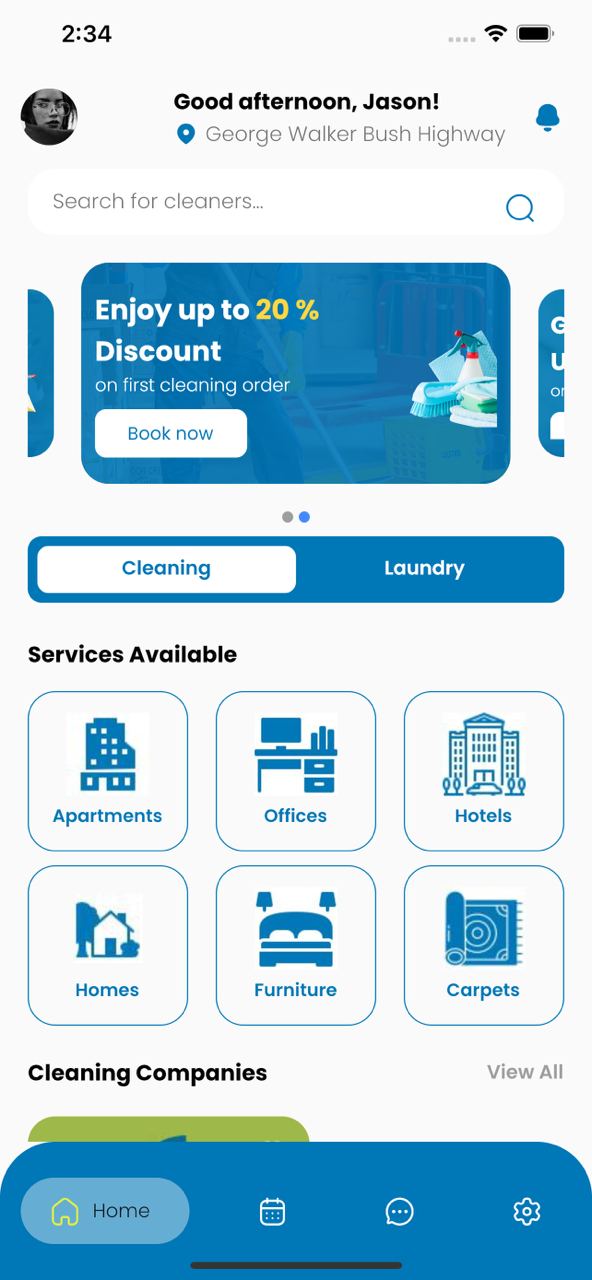 2:34
Good afternoon, Jason!
George Walker Bush Highway
Search for cleaners...
Enjoy up to 20 %
Discount
on first cleaning order
Book now
Cleaning
Laundry
Services Available
Apartments
Offices
Hotels
Homes
Furniture
Carpets
Cleaning Companies
View All
Home